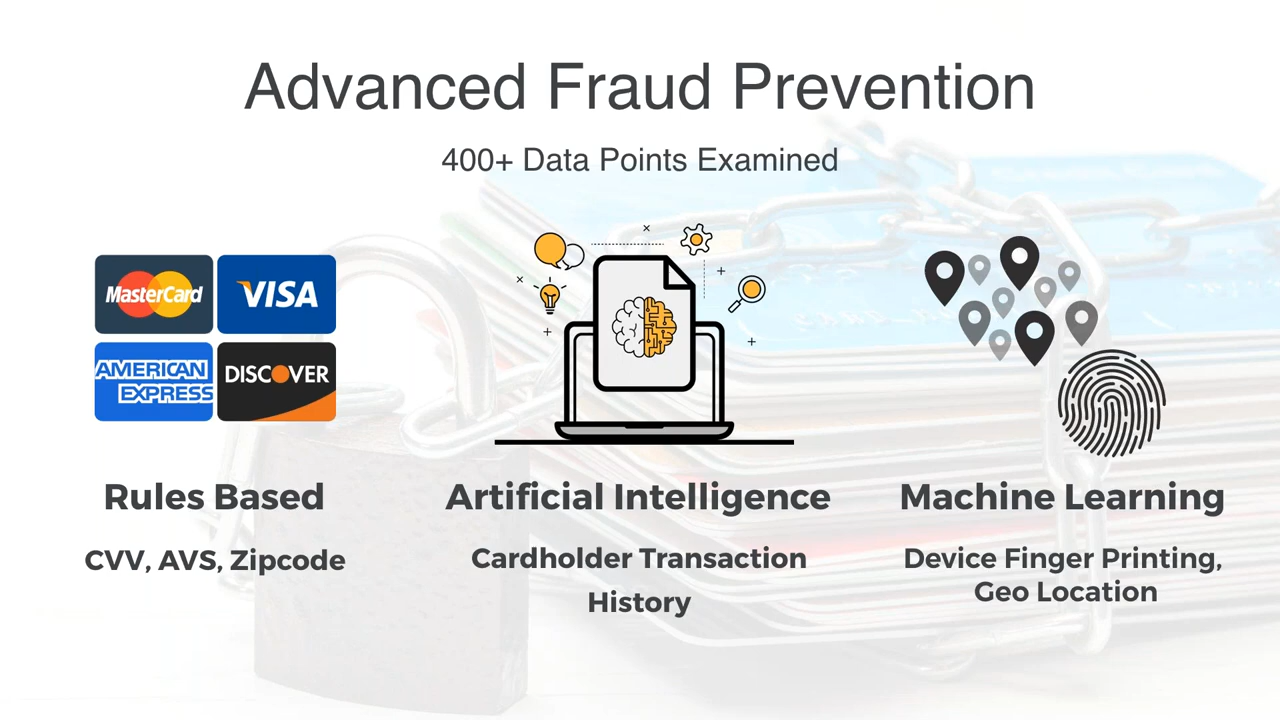 Advanced Fraud Prevention
400+ Data Points Examined
MasterCard
VISA
AMERICAN
EXPRESS
DISCOVER
Rules Based
CVV, AVS, Zipcode
Artificial Intelligence
Cardholder Transaction
History
Machine Learning
Device Finger Printing,
Geo Location